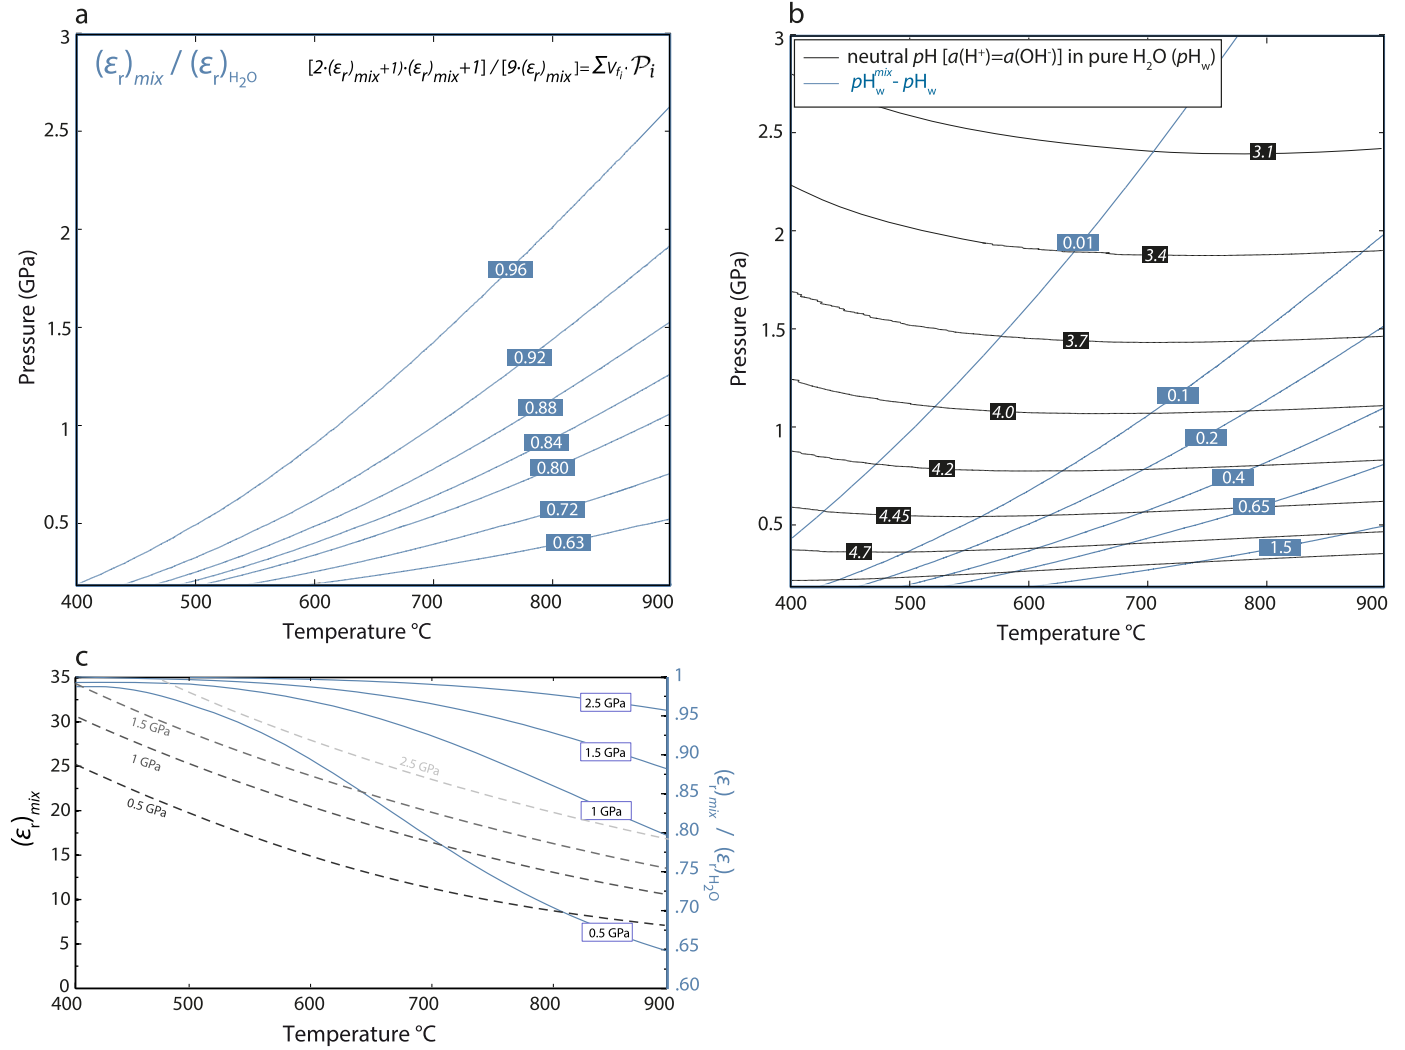 a
(εr)mix / (εr)H2O
[2·(εr)mix+1)·(εr)mix+1] / [9·(εr)mix]= ΣVfi· Pi
3
2.5
2
1.5
1
0.5
Pressure (GPa)
0.96
0.92
0.88
0.84
0.80
0.72
0.63
400 500 600 700 800 900
Temperature °C
b
neutral pH [a(H+)=a(OH-)] in pure H2O (pHw)
pHwmix- pHw
3
2.5
2
1.5
1
0.5
Pressure (GPa)
3.1
0.01
3.4
3.7
0.1
4.0
0.2
4.2
0.4
0.65
4.45
1.5
4.7
400 500 600 700 800 900
Temperature °C
c
35
30
25
20
15
10
5
0
(εr)mix
1.5 GPa
1 GPa
0.5 GPa
2.5 GPa
2.5 GPa
1.5 GPa
1 GPa
0.5 GPa
1
.95
.90
.85
.80
.75
.70
.65
.60
(εr)mix / (εr)H2O
400 500 600 700 800 900
Temperature °C